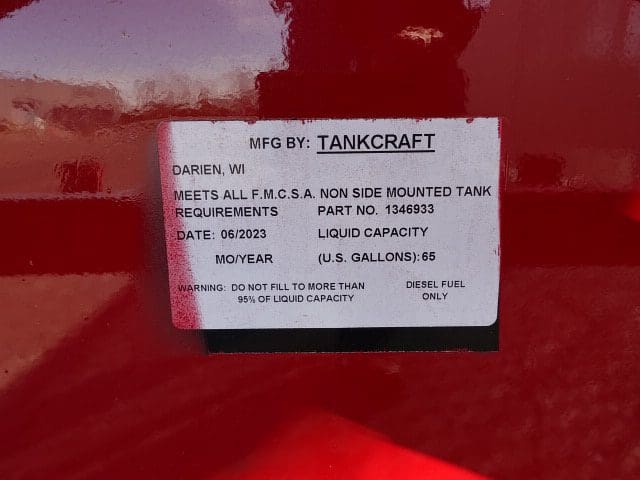 MFG BY: TANKCRAFT
DARIEN, WI
MEETS ALL F.M.C.S.A. NON SIDE MOUNTED TANK
REQUIREMENTS PART NO. 1346933
DATE: 06/2023 LIQUID CAPACITY
MO/YEAR (U.S. GALLONS): 65
WARNING: DO NOT FILL TO MORE THAN DIESEL FUEL
95% OF LIQUID CAPACITY ONLY